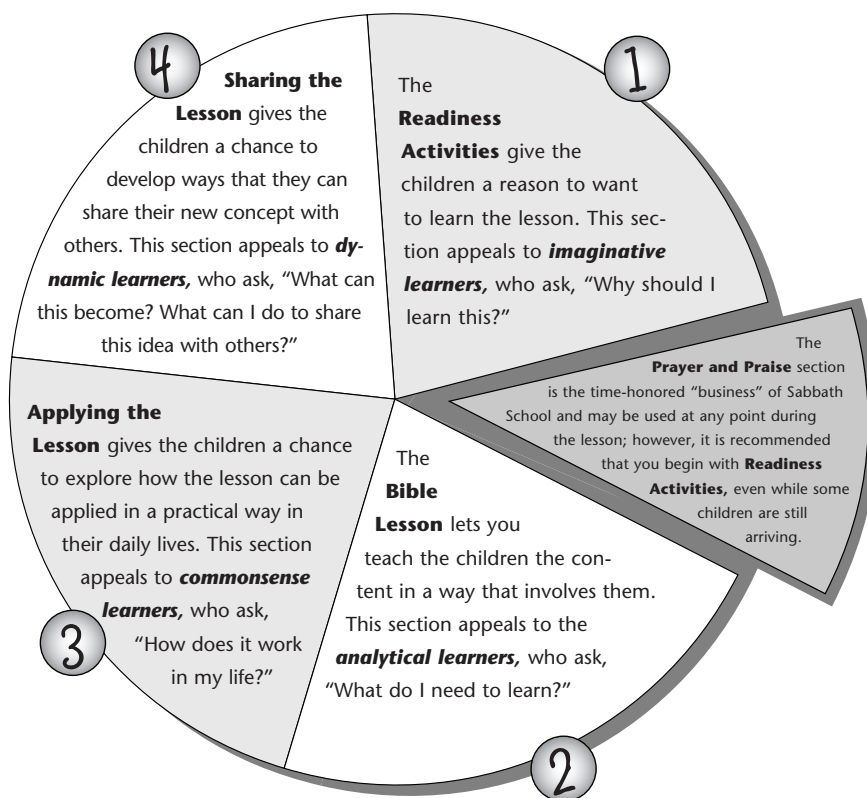 1
The
Readiness
Activities give the
children a reason to want
to learn the lesson. This sec-
tion appeals to imaginative
learners, who ask, “Why should I
learn this?”
The
Prayer and Praise section
is the time-honored “business” of Sabbath
School and may be used at any point during
the lesson; however, it is recommended
that you begin with Readiness
Activities, even while some
children are still
arriving.
2
The
Bible
Lesson lets you
teach the children the con-
tent in a way that involves them.
This section appeals to the
analytical learners, who ask,
“What do I need to learn?”
3
Applying the
Lesson gives the children a chance
to explore how the lesson can be
applied in a practical way in
their daily lives. This section
appeals to commonsense
learners, who ask,
“How does it work
in my life?”
4
Sharing the
Lesson gives the
children a chance to
develop ways that they can
share their new concept with
others. This section appeals to dy-
namic learners, who ask, “What can
this become? What can I do to share
this idea with others?”